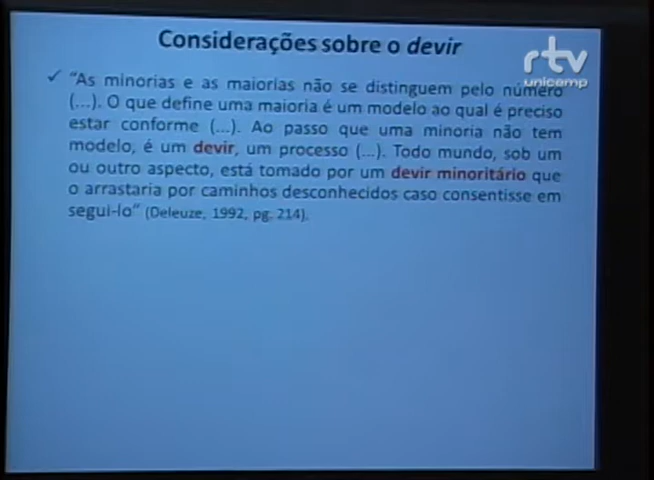 Considerações sobre o devir
rtv
unicamp
✓ "As minorias e as maiorias não se distinguem pelo número
(...). O que define uma maioria é um modelo ao qual é preciso
estar conforme (...). Ao passo que uma minoria não tem
modelo, é um devir, um processo (...). Todo mundo, sob um
ou outro aspecto, está tomado por um devir minoritário que
o arrastaria por caminhos desconhecidos caso consentisse em
segui-lo" (Deleuze, 1992, pg. 214).